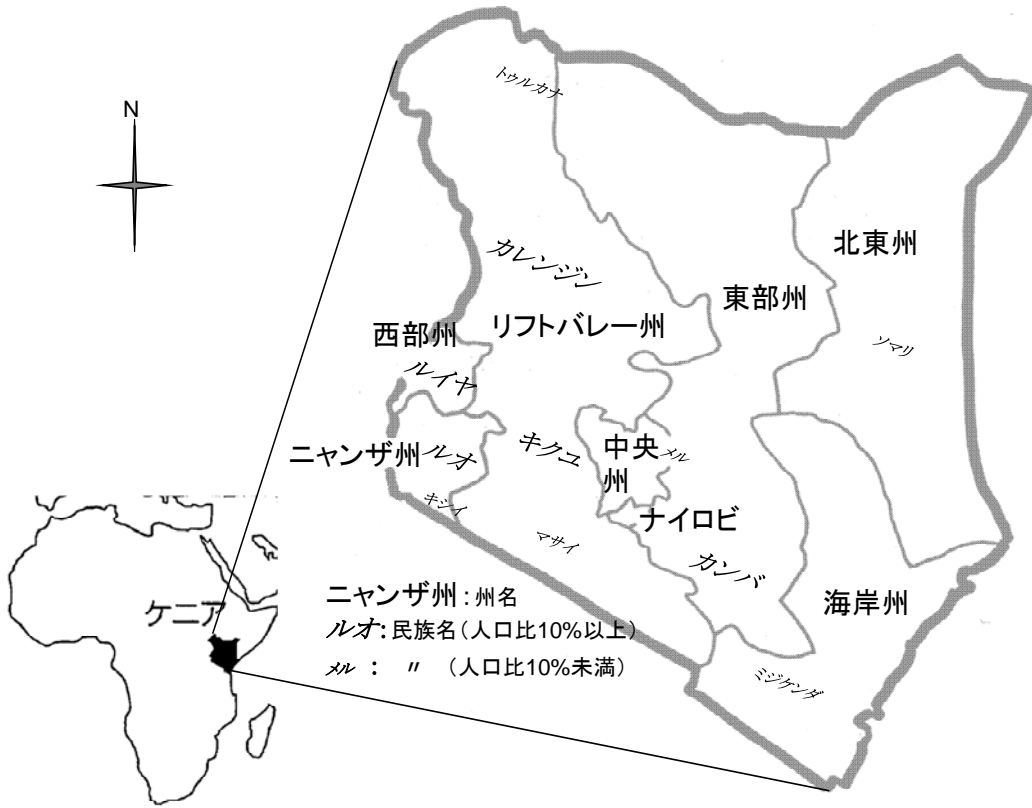 N
トゥルカナ
北東州
カレンジン
東部州
リフトバレー州
西部州
ソマリ
ルイヤ
キクユ
中央州
メル
ニャンザ州
ルオ
キシイ
ナイロビ
マサイ
カンバ
ケニア
海岸州
ミジケンダ
ニャンザ州：州名
ルオ：民族名（人口比10%以上）
メル：　〃　（人口比10%未満）